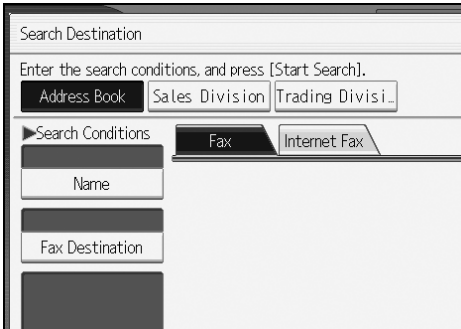 Search Destination
Enter the search conditions, and press [Start Search].
Address Book Sales Division Trading Divisi…
▶Search Conditions Fax Internet Fax
Name
Fax Destination